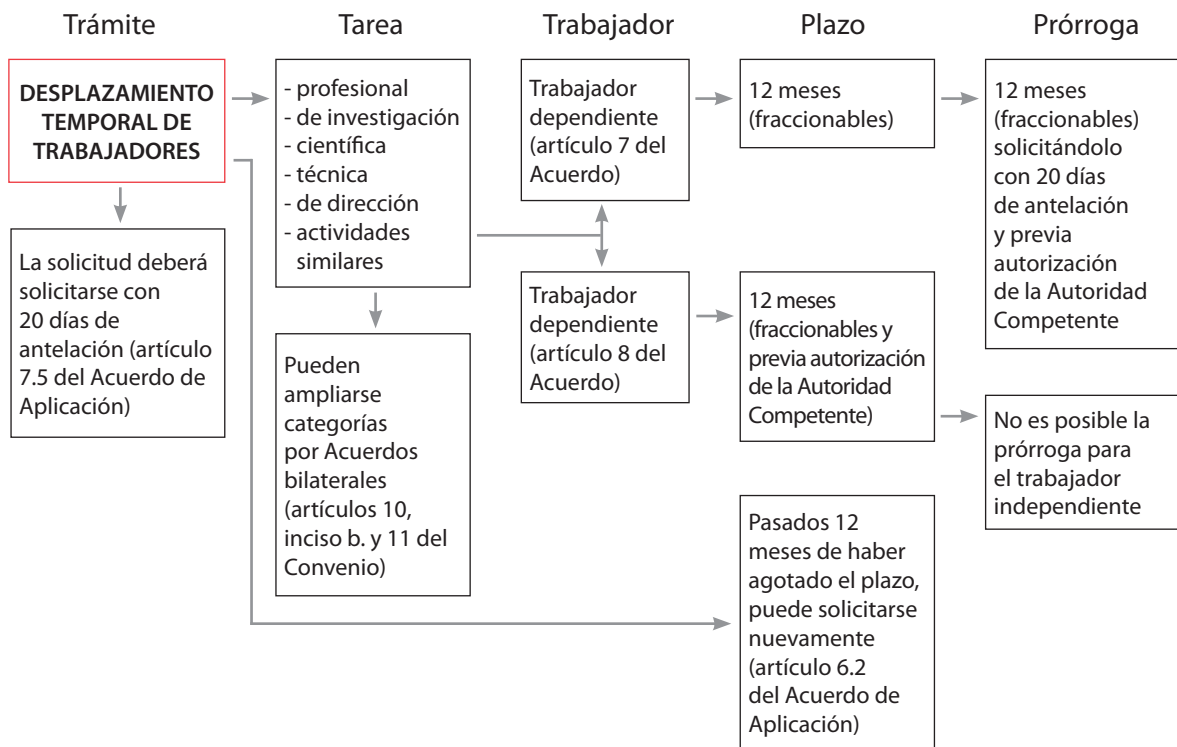 Trámite
Tarea
Trabajador
Plazo
Prórroga
DESPLAZAMIENTO
TEMPORAL DE
TRABAJADORES
La solicitud deberá
solicitarse con
20 días de
antelación (artículo
7.5 del Acuerdo de
Aplicación)
- profesional
- de investigación
- científica
- técnica
- de dirección
- actividades
similares
Pueden
ampliarse
categorías
por Acuerdos
bilaterales
(artículos 10,
inciso b. y 11 del
Convenio)
Trabajador
dependiente
(artículo 7 del
Acuerdo)
Trabajador
dependiente
(artículo 8 del
Acuerdo)
12 meses
(fraccionables)
12 meses
(fraccionables y
previa autorización
de la Autoridad
Competente)
Pasados 12
meses de haber
agotado el plazo,
puede solicitarse
nuevamente
(artículo 6.2
del Acuerdo de
Aplicación)
12 meses
(fraccionables)
solicitándolo
con 20 días
de antelación
y previa
autorización
de la Autoridad
Competente
No es posible la
prórroga para
el trabajador
independiente